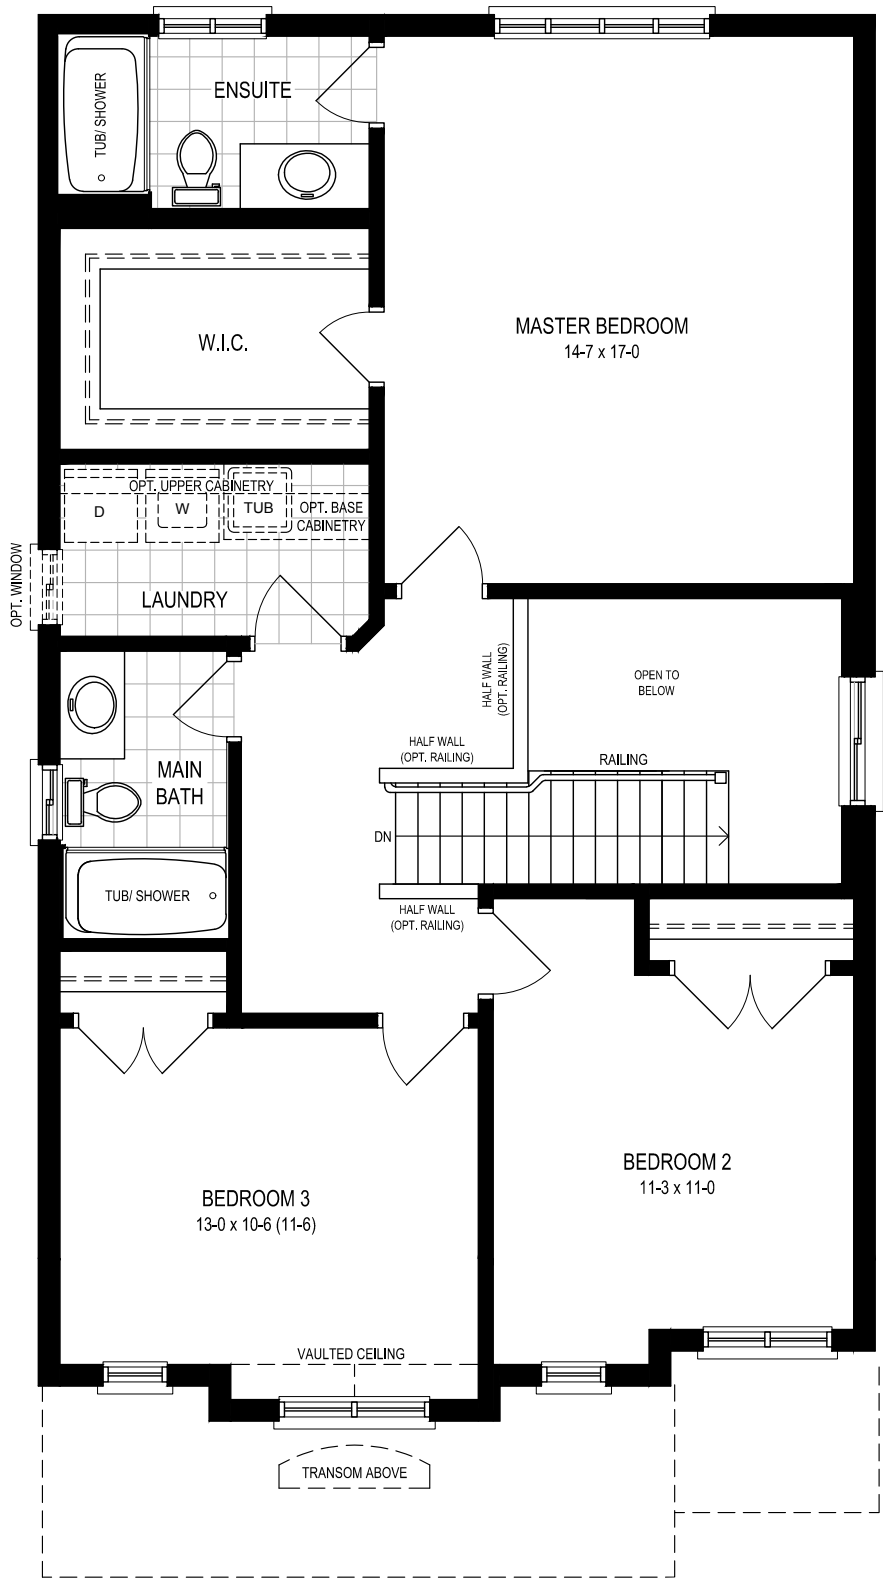 ENSUITE
TUB/ SHOWER
MASTER BEDROOM
14-7 x 17-0
W.I.C.
OPT. UPPER CABINETRY
D
W
TUB
OPT. BASE
CABINETRY
OPT. WINDOW
LAUNDRY
HALF WALL
(OPT. RAILING)
OPEN TO
BELOW
HALF WALL
(OPT. RAILING)
RAILING
MAIN
BATH
DN
TUB/ SHOWER
HALF WALL
(OPT. RAILING)
BEDROOM 2
11-3 x 11-0
BEDROOM 3
13-0 x 10-6 (11-6)
VAULTED CEILING
TRANSOM ABOVE